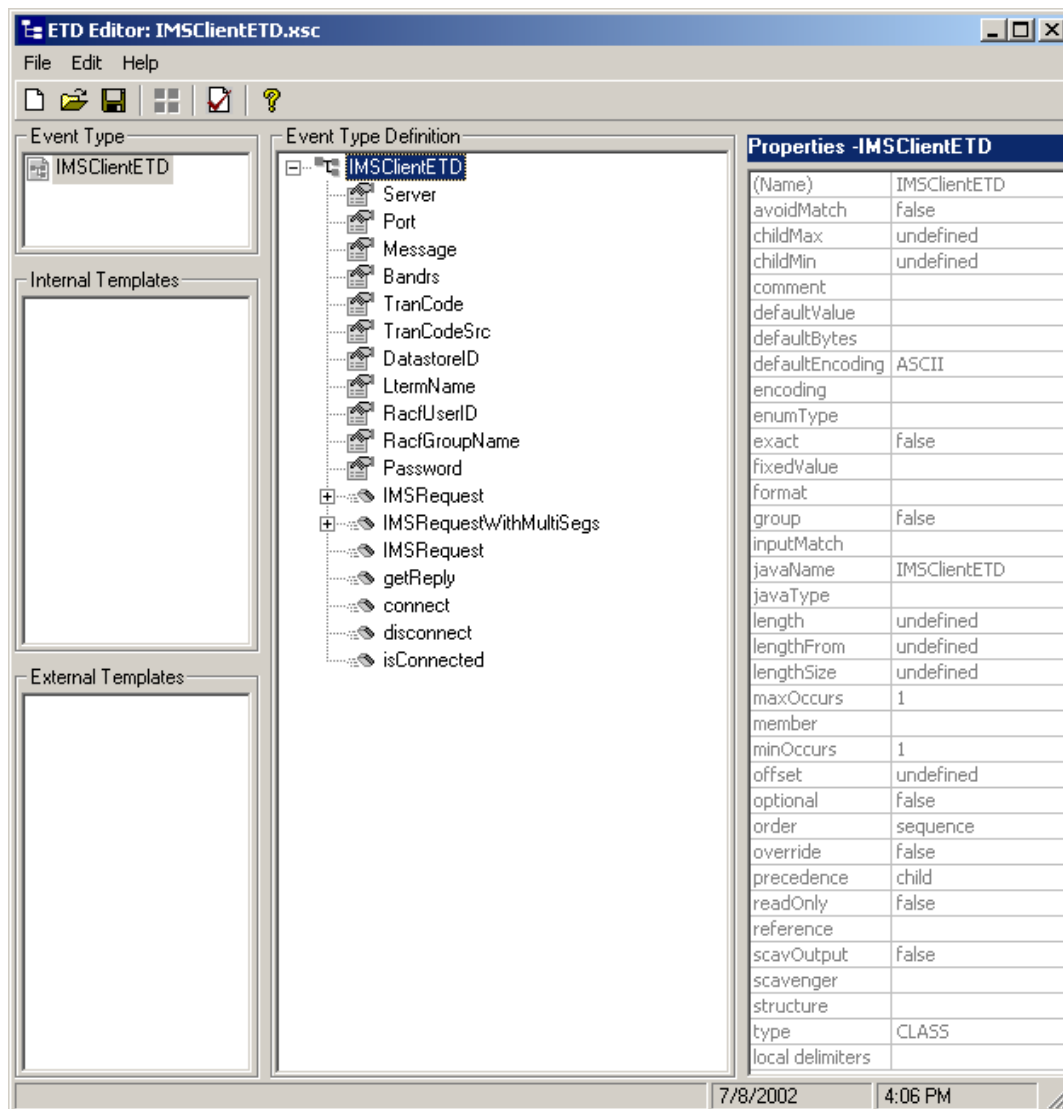 ETD Editor: IMSClientETD.xsc
File Edit Help
Event Type
IMSClientETD
Internal Templates
External Templates
Event Type Definition
IMSClientETD
Server
Port
Message
Bandrs
TranCode
TranCodeSrc
DatastoreID
LtermName
RacfUserID
RacfGroupName
Password
IMSRequest
IMSRequestWithMultiSegs
IMSRequest
getReply
connect
disconnect
isConnected
Properties -IMSClientETD
(Name) IMSClientETD
avoidMatch false
childMax undefined
childMin undefined
comment
defaultValue
defaultBytes
defaultEncoding ASCII
encoding
enumType
exact false
fixedValue
format
group false
inputMatch
javaName IMSClientETD
javaType
length undefined
lengthFrom undefined
lengthSize undefined
maxOccurs 1
member
minOccurs 1
offset undefined
optional false
order sequence
override false
precedence child
readOnly false
reference
scavOutput false
scavenger
structure
type CLASS
local delimiters
7/8/2002 4:06 PM